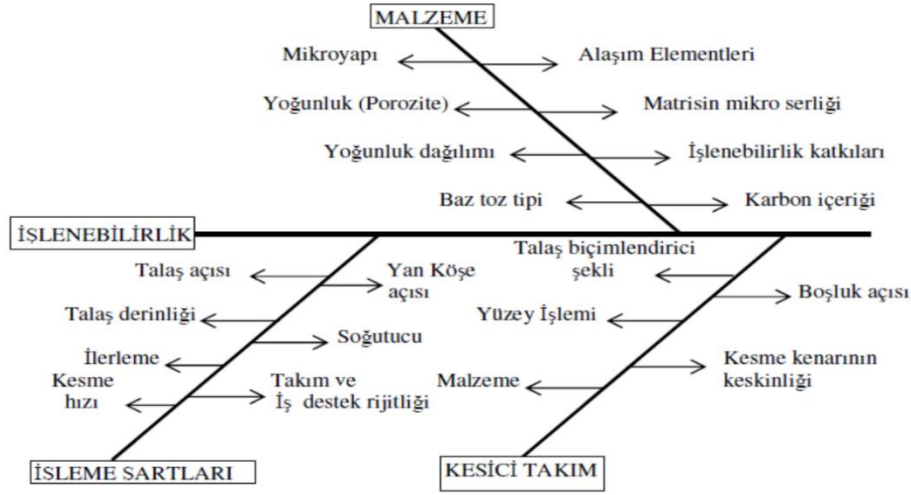 MALZEME
Mikroyapı
Alaşım Elementleri
Yoğunluk (Porozite)
Matrisin mikro serliği
Yoğunluk dağılımı
İşlenebilirlik katkıları
Baz toz tipi
Karbon içeriği
İŞLENEBİLİRLİK
Talaş açısı
Yan Köşe
açısı
Talaş derinliği
Soğutucu
İlerleme
Kesme
hızı
Takım ve
İş destek rijitliği
İSLEME SARTLARI
Talaş biçimlendirici
şekli
Boşluk açısı
Yüzey İşlemi
Kesme kenarının
keskinliği
Malzeme
KESİCİ TAKIM